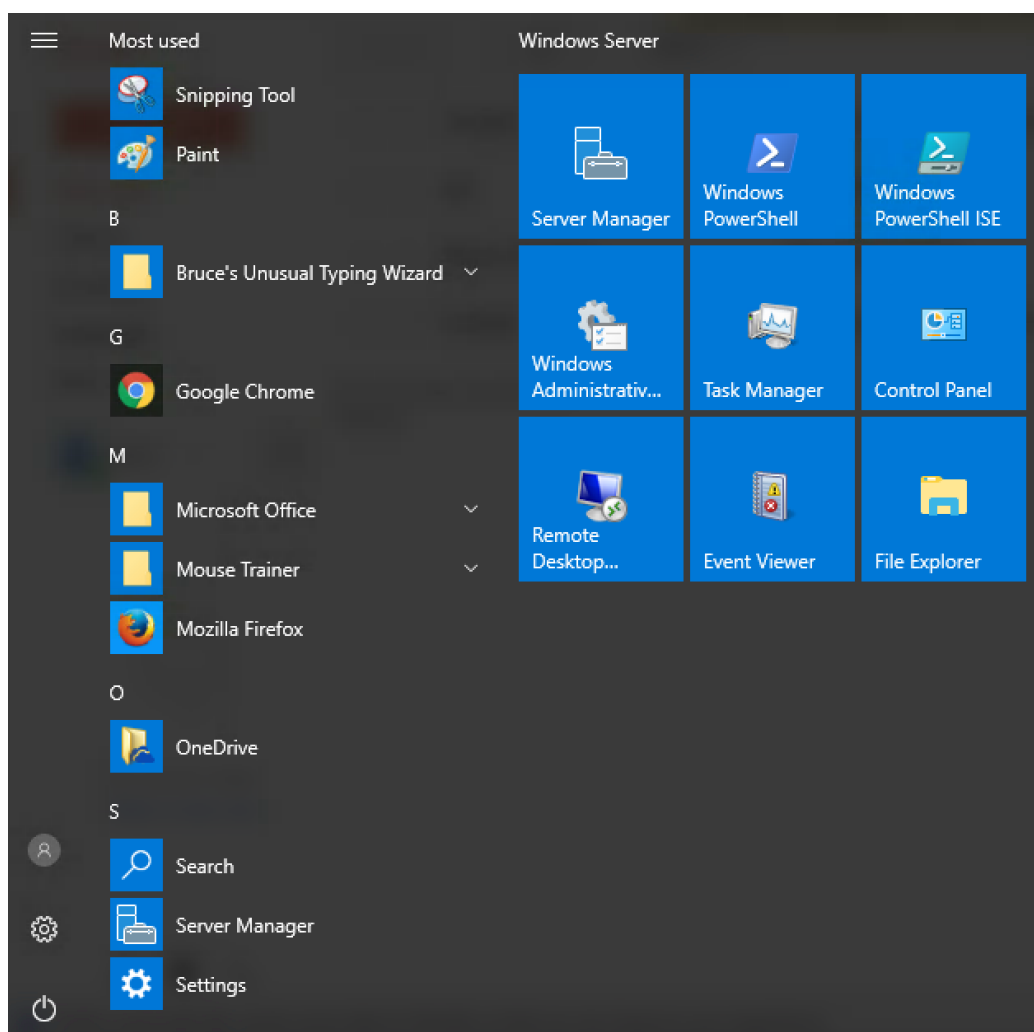 Most used
Snipping Tool
Paint
B
Bruce's Unusual Typing Wizard
G
Google Chrome
M
Microsoft Office
Mouse Trainer
Mozilla Firefox
O
OneDrive
S
Search
Server Manager
Settings
Windows Server
Server Manager
Windows
PowerShell
Windows
PowerShell ISE
Windows
Administrativ...
Task Manager
Control Panel
Remote
Desktop...
Event Viewer
File Explorer